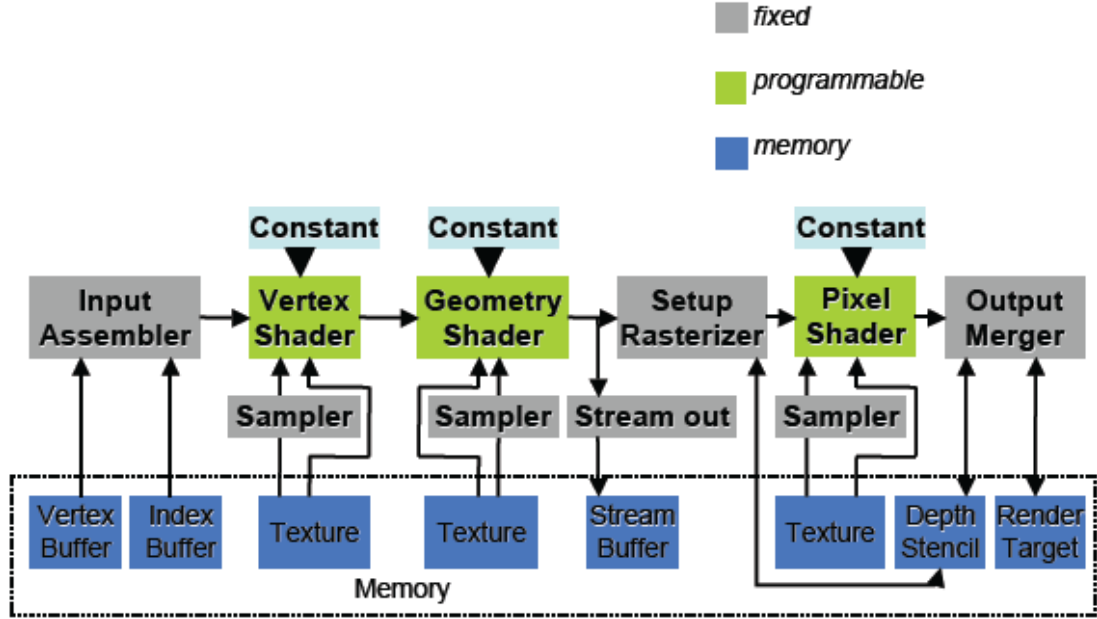 fixed
programmable
memory
Constant
Constant
Constant
Input
Assembler
Vertex
Shader
Geometry
Shader
Setup
Rasterizer
Pixel
Shader
Output
Merger
Sampler
Sampler
Stream out
Sampler
Vertex
Buffer
Index
Buffer
Texture
Texture
Stream
Buffer
Texture
Depth
Stencil
Render
Target
Memory